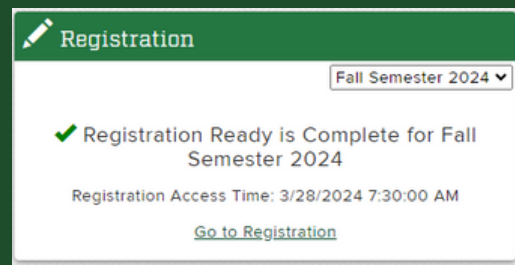 Registration
Fall Semester 2024
Registration Ready is Complete for Fall
Semester 2024
Registration Access Time: 3/28/2024 7:30:00 AM
Go to Registration